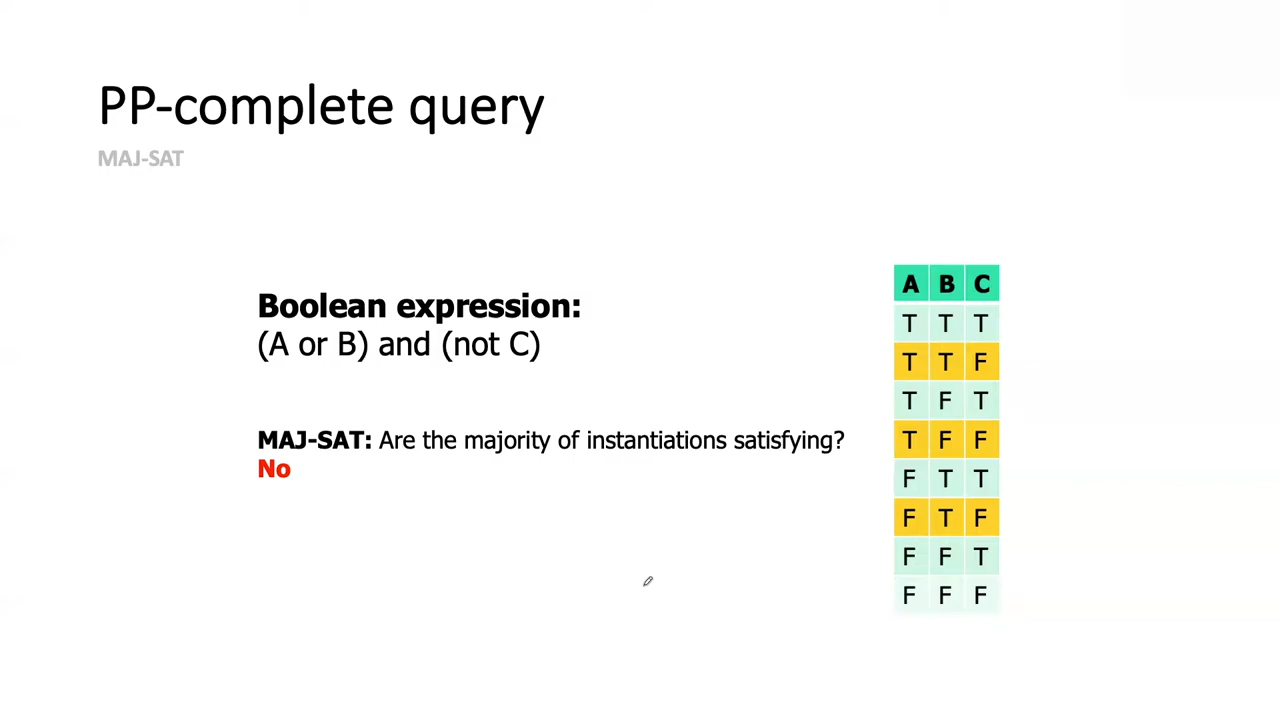 PP-complete query
MAJ-SAT
Boolean expression:
(A or B) and (not C)
MAJ-SAT: Are the majority of instantiations satisfying?
No
A B C
T T T
T T F
T F T
T F F
F T T
F T F
F F T
F F F